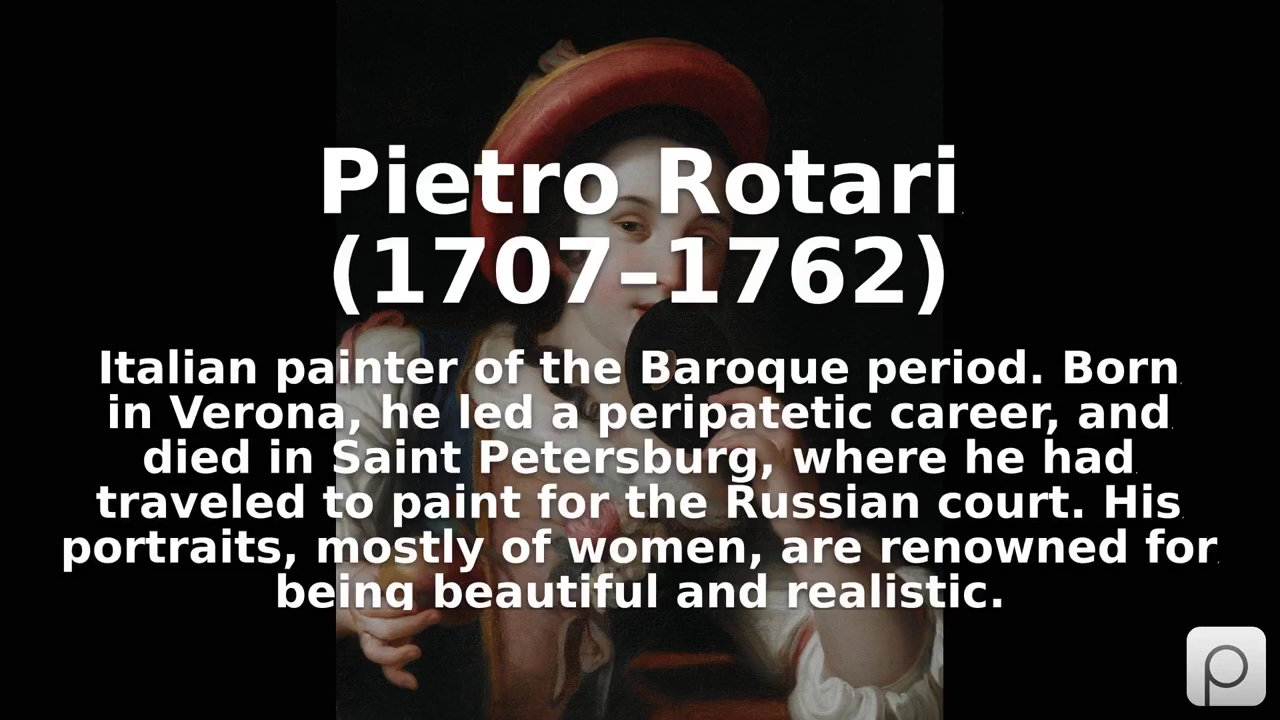 Pietro Rotari
(1707–1762)
Italian painter of the Baroque period. Born
in Verona, he led a peripatetic career, and
died in Saint Petersburg, where he had
traveled to paint for the Russian court. His
portraits, mostly of women, are renowned for
being beautiful and realistic.
p